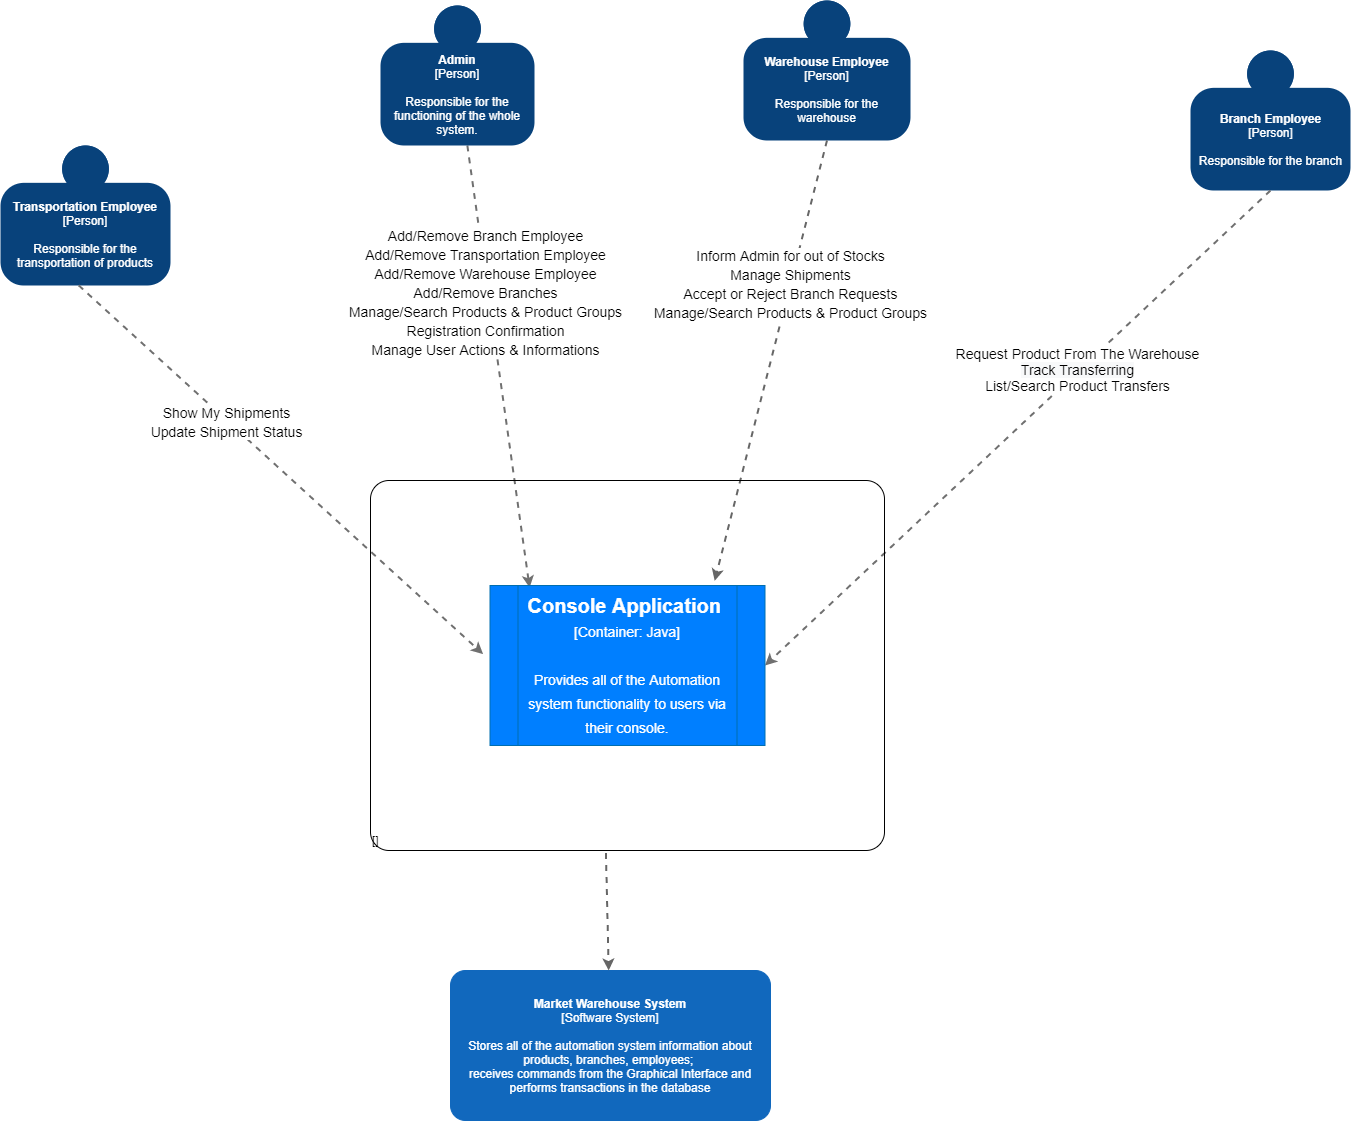 Admin
[Person]
Responsible for the
functioning of the whole
system.
Warehouse Employee
[Person]
Responsible for the
warehouse
Branch Employee
[Person]
Responsible for the branch
Transportation Employee
[Person]
Responsible for the
transportation of products
Add/Remove Branch Employee
Add/Remove Transportation Employee
Add/Remove Warehouse Employee
Add/Remove Branches
Manage/Search Products & Product Groups
Registration Confirmation
Manage User Actions & Informations
Inform Admin for out of Stocks
Manage Shipments
Accept or Reject Branch Requests
Manage/Search Products & Product Groups
Request Product From The Warehouse
Track Transferring
List/Search Product Transfers
Show My Shipments
Update Shipment Status
Console Application
[Container: Java]
Provides all of the Automation
system functionality to users via
their console.
[]
Market Warehouse System
[Software System]
Stores all of the automation system information about
products, branches, employees;
receives commands from the Graphical Interface and
performs transactions in the database